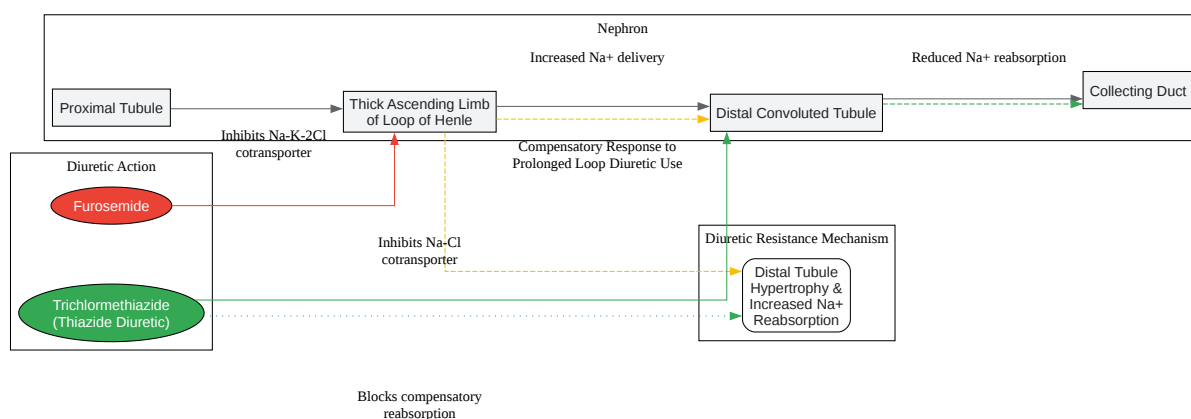 Nephron
Increased Na+ delivery
Reduced Na+ reabsorption
Proximal Tubule
Thick Ascending Limb
of Loop of Henle
Distal Convoluted Tubule
Collecting Duct
Inhibits Na-K-2Cl
cotransporter
Compensatory Response to
Prolonged Loop Diuretic Use
Diuretic Action
Furosemide
Inhibits Na-Cl
cotransporter
Diuretic Resistance Mechanism
Distal Tubule
Hypertrophy &
Increased Na+
Reabsorption
Trichlormethiazide
(Thiazide Diuretic)
Blocks compensatory
reabsorption